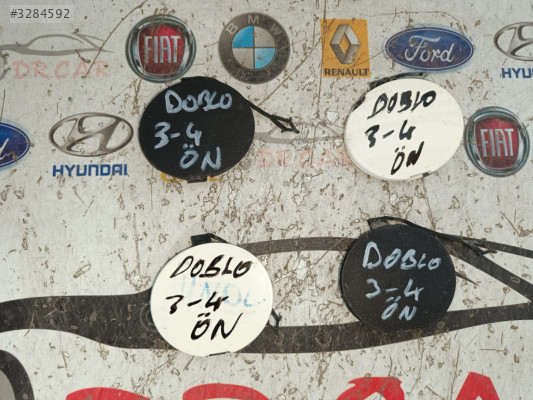 #3284592
DR CAR
FIAT
BMW
RENAULT
Ford
HYUNDAI
DOBLO
3-4
ÖN
DOBLO
3-4
ÖN
HYUNDAI
FIAT
DOBLO
3-4
ÖN
DOBLO
3-4
ÖN